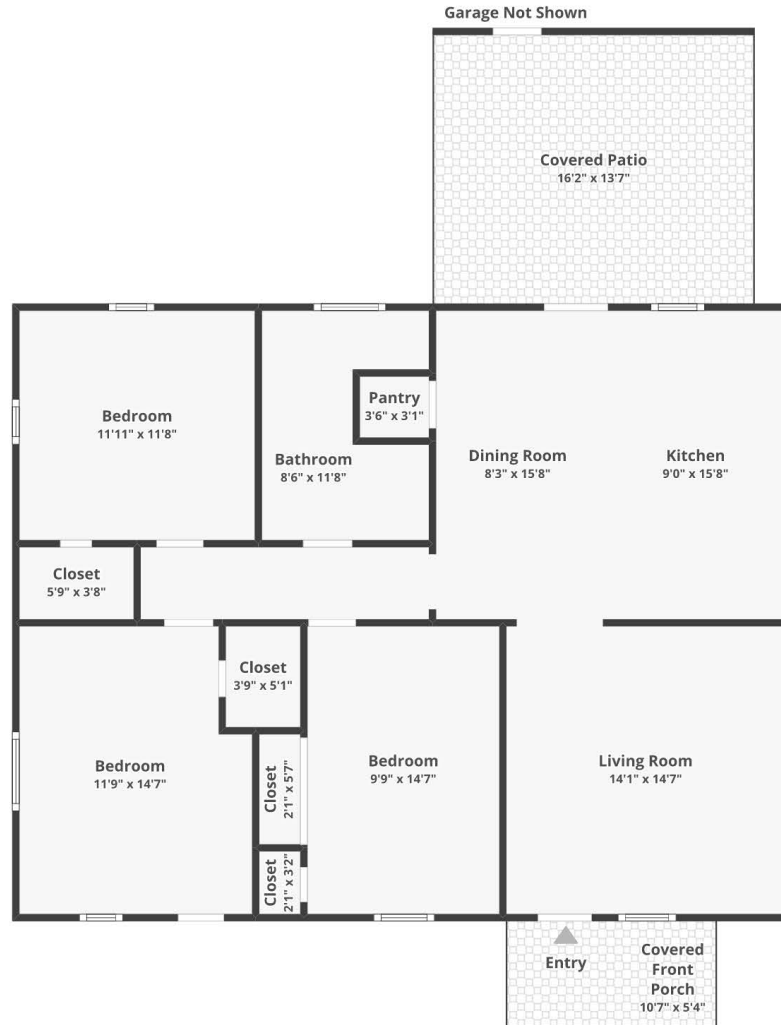 Garage Not Shown
Covered Patio
16'2" x 13'7"
Bedroom
11'11" x 11'8"
Pantry
3'6" x 3'1"
Bathroom
8'6" x 11'8"
Dining Room
8'3" x 15'8"
Kitchen
9'0" x 15'8"
Closet
5'9" x 3'8"
Closet
3'9" x 5'1"
Bedroom
11'9" x 14'7"
Closet
2'1" x 5'7"
Bedroom
9'9" x 14'7"
Living Room
14'1" x 14'7"
Closet
2'1" x 3'2"
Entry
Covered
Front
Porch
10'7" x 5'4"